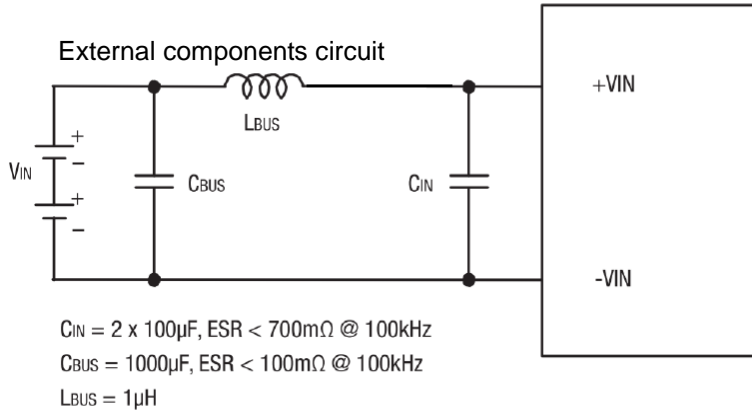 External components circuit
+VIN
LBUS
+
VIN
−
CBUS
CIN
+
−
-VIN
CIN = 2 x 100µF, ESR < 700mΩ @ 100kHz
CBUS = 1000µF, ESR < 100mΩ @ 100kHz
LBUS = 1µH